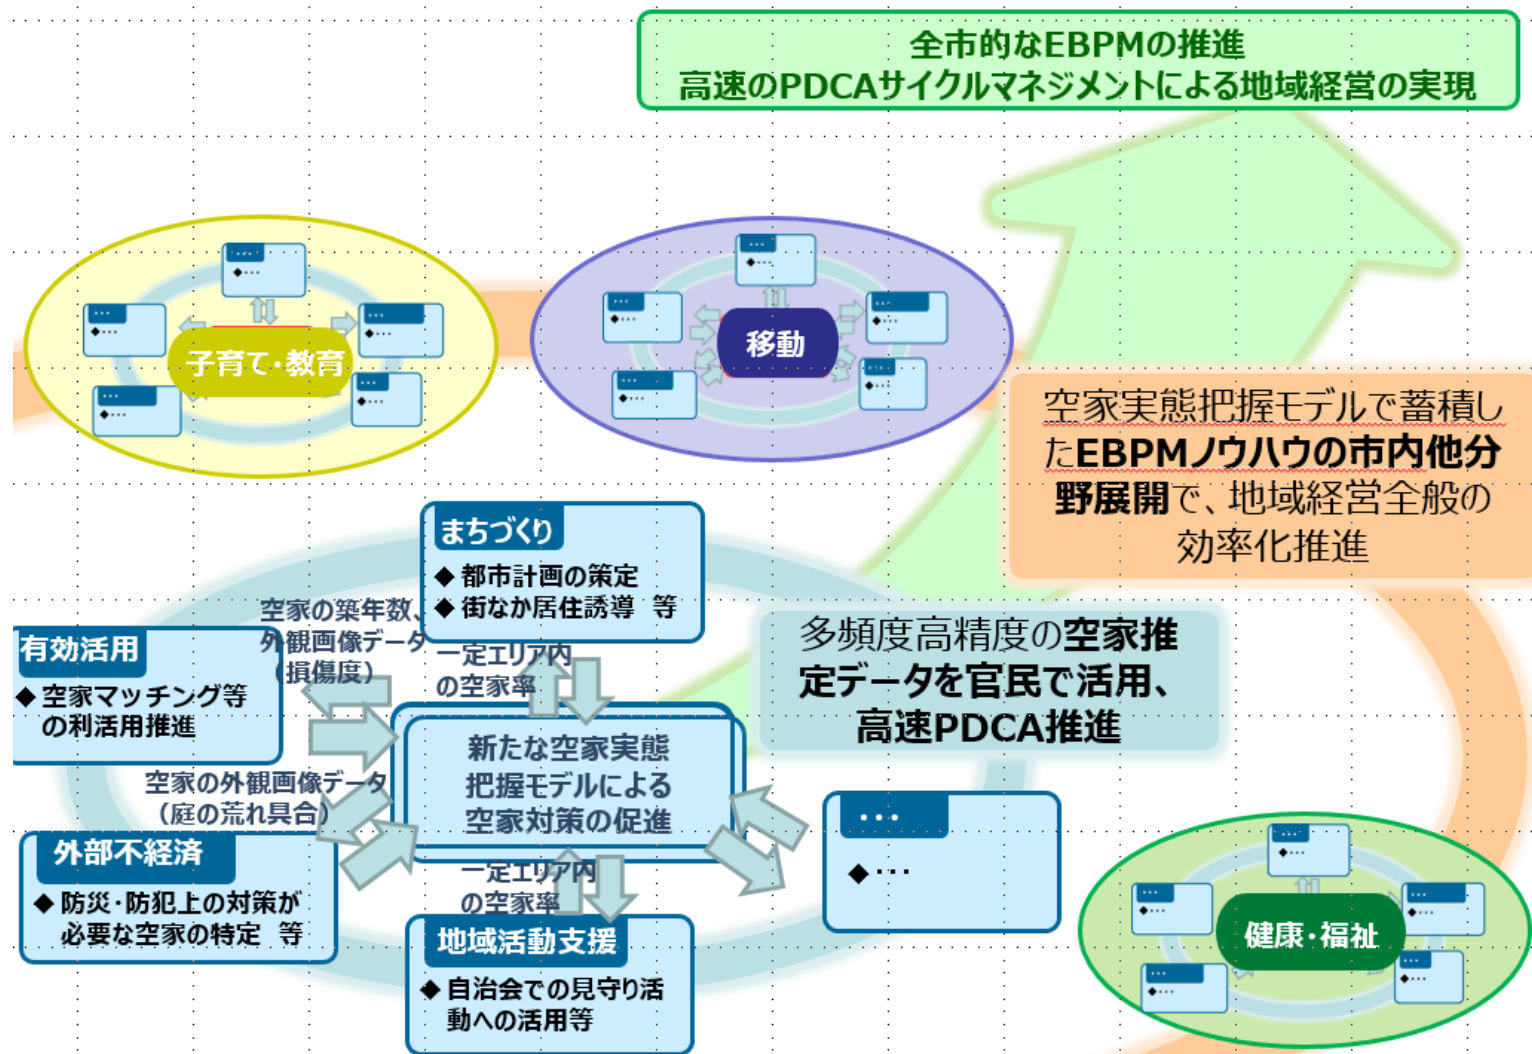 全市的なEBPMの推進
高速のPDCAサイクルマネジメントによる地域経営の実現
…
◆…
…
◆…
…
◆…
…
◆…
…
◆…
子育て・教育
…
◆…
…
◆…
…
◆…
…
◆…
…
◆…
移動
空家実態把握モデルで蓄積し
たEBPMノウハウの市内他分
野展開で、地域経営全般の
効率化推進
まちづくり
◆ 都市計画の策定
◆ 街なか居住誘導 等
空家の築年数、
外観画像データ
（損傷度）
一定エリア内
の空家率
有効活用
◆ 空家マッチング等
の利活用推進
多頻度高精度の空家推
定データを官民で活用、
高速PDCA推進
新たな空家実態
把握モデルによる
空家対策の促進
空家の外観画像データ
（庭の荒れ具合）
外部不経済
◆ 防災・防犯上の対策が
必要な空家の特定 等
一定エリア内
の空家率
地域活動支援
◆ 自治会での見守り活
動への活用等
…
◆…
…
◆…
…
◆…
…
◆…
…
◆…
…
◆…
健康・福祉